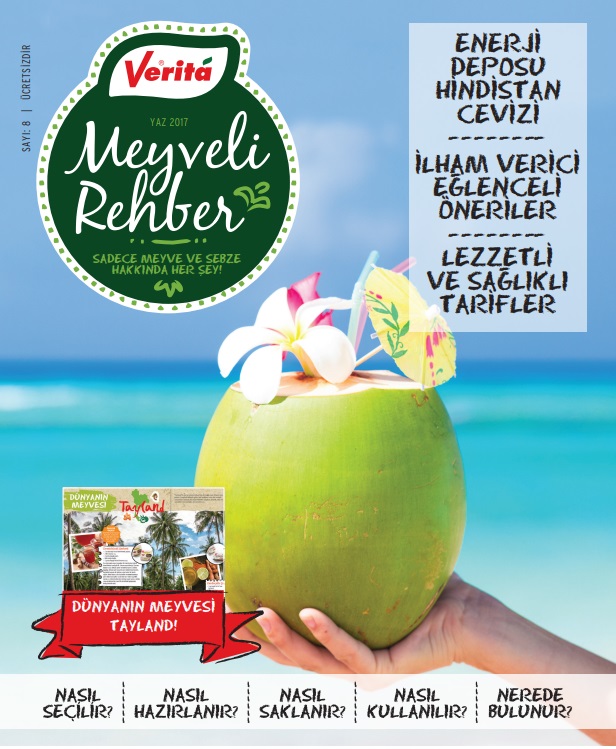 SAYI: 8 | ÜCRETSİZDİR
Veritá®
YAZ 2017
Meyveli
Rehber
SADECE MEYVE VE SEBZE
HAKKINDA HER ŞEY!
ENERJİ
DEPOSU
HİNDİSTAN
CEVİZİ
İLHAM VERİCİ
EĞLENCELİ
ÖNERİLER
LEZZETLİ
VE SAĞLIKLI
TARİFLER
DÜNYANIN
MEYVESİ
Tayland
DÜNYANIN MEYVESİ
TAYLAND!
NASIL
SEÇİLİR?
NASIL
HAZIRLANIR?
NASIL
SAKLANIR?
NASIL
KULLANILIR?
NEREDE
BULUNUR?